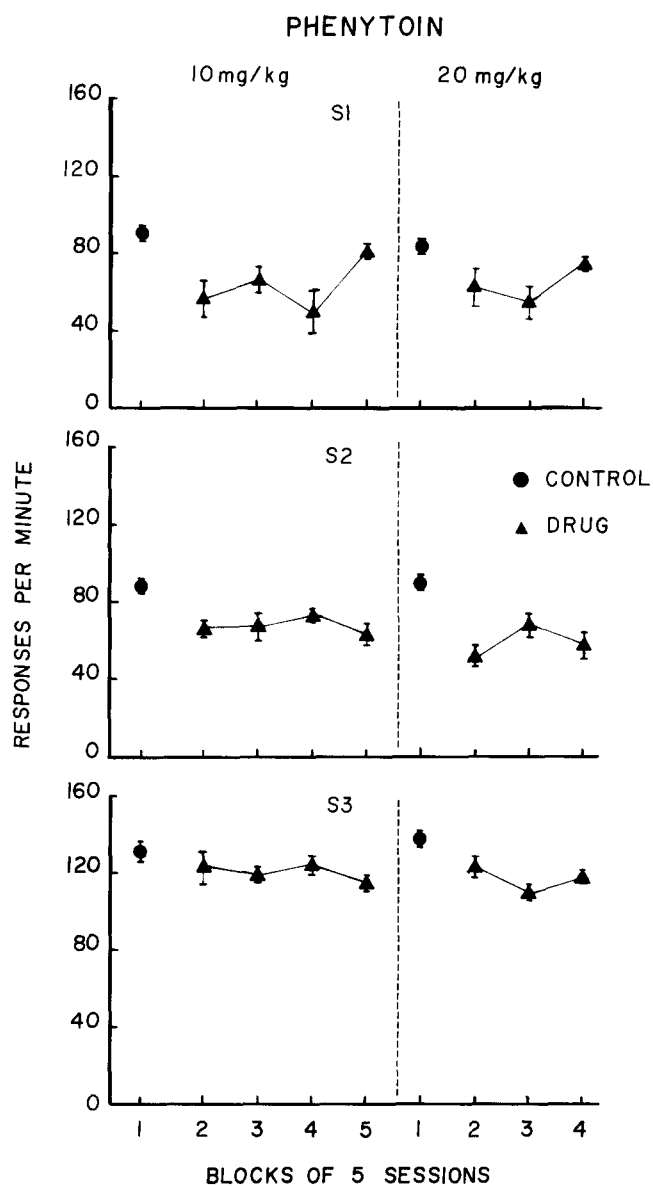 PHENYTOIN
10 mg/kg 20 mg/kg
S1
160
120
80
40
0
S2
160
120
80
40
0
● CONTROL
▲ DRUG
RESPONSES PER MINUTE
S3
160
120
80
40
0
1 2 3 4 5 1 2 3 4
BLOCKS OF 5 SESSIONS